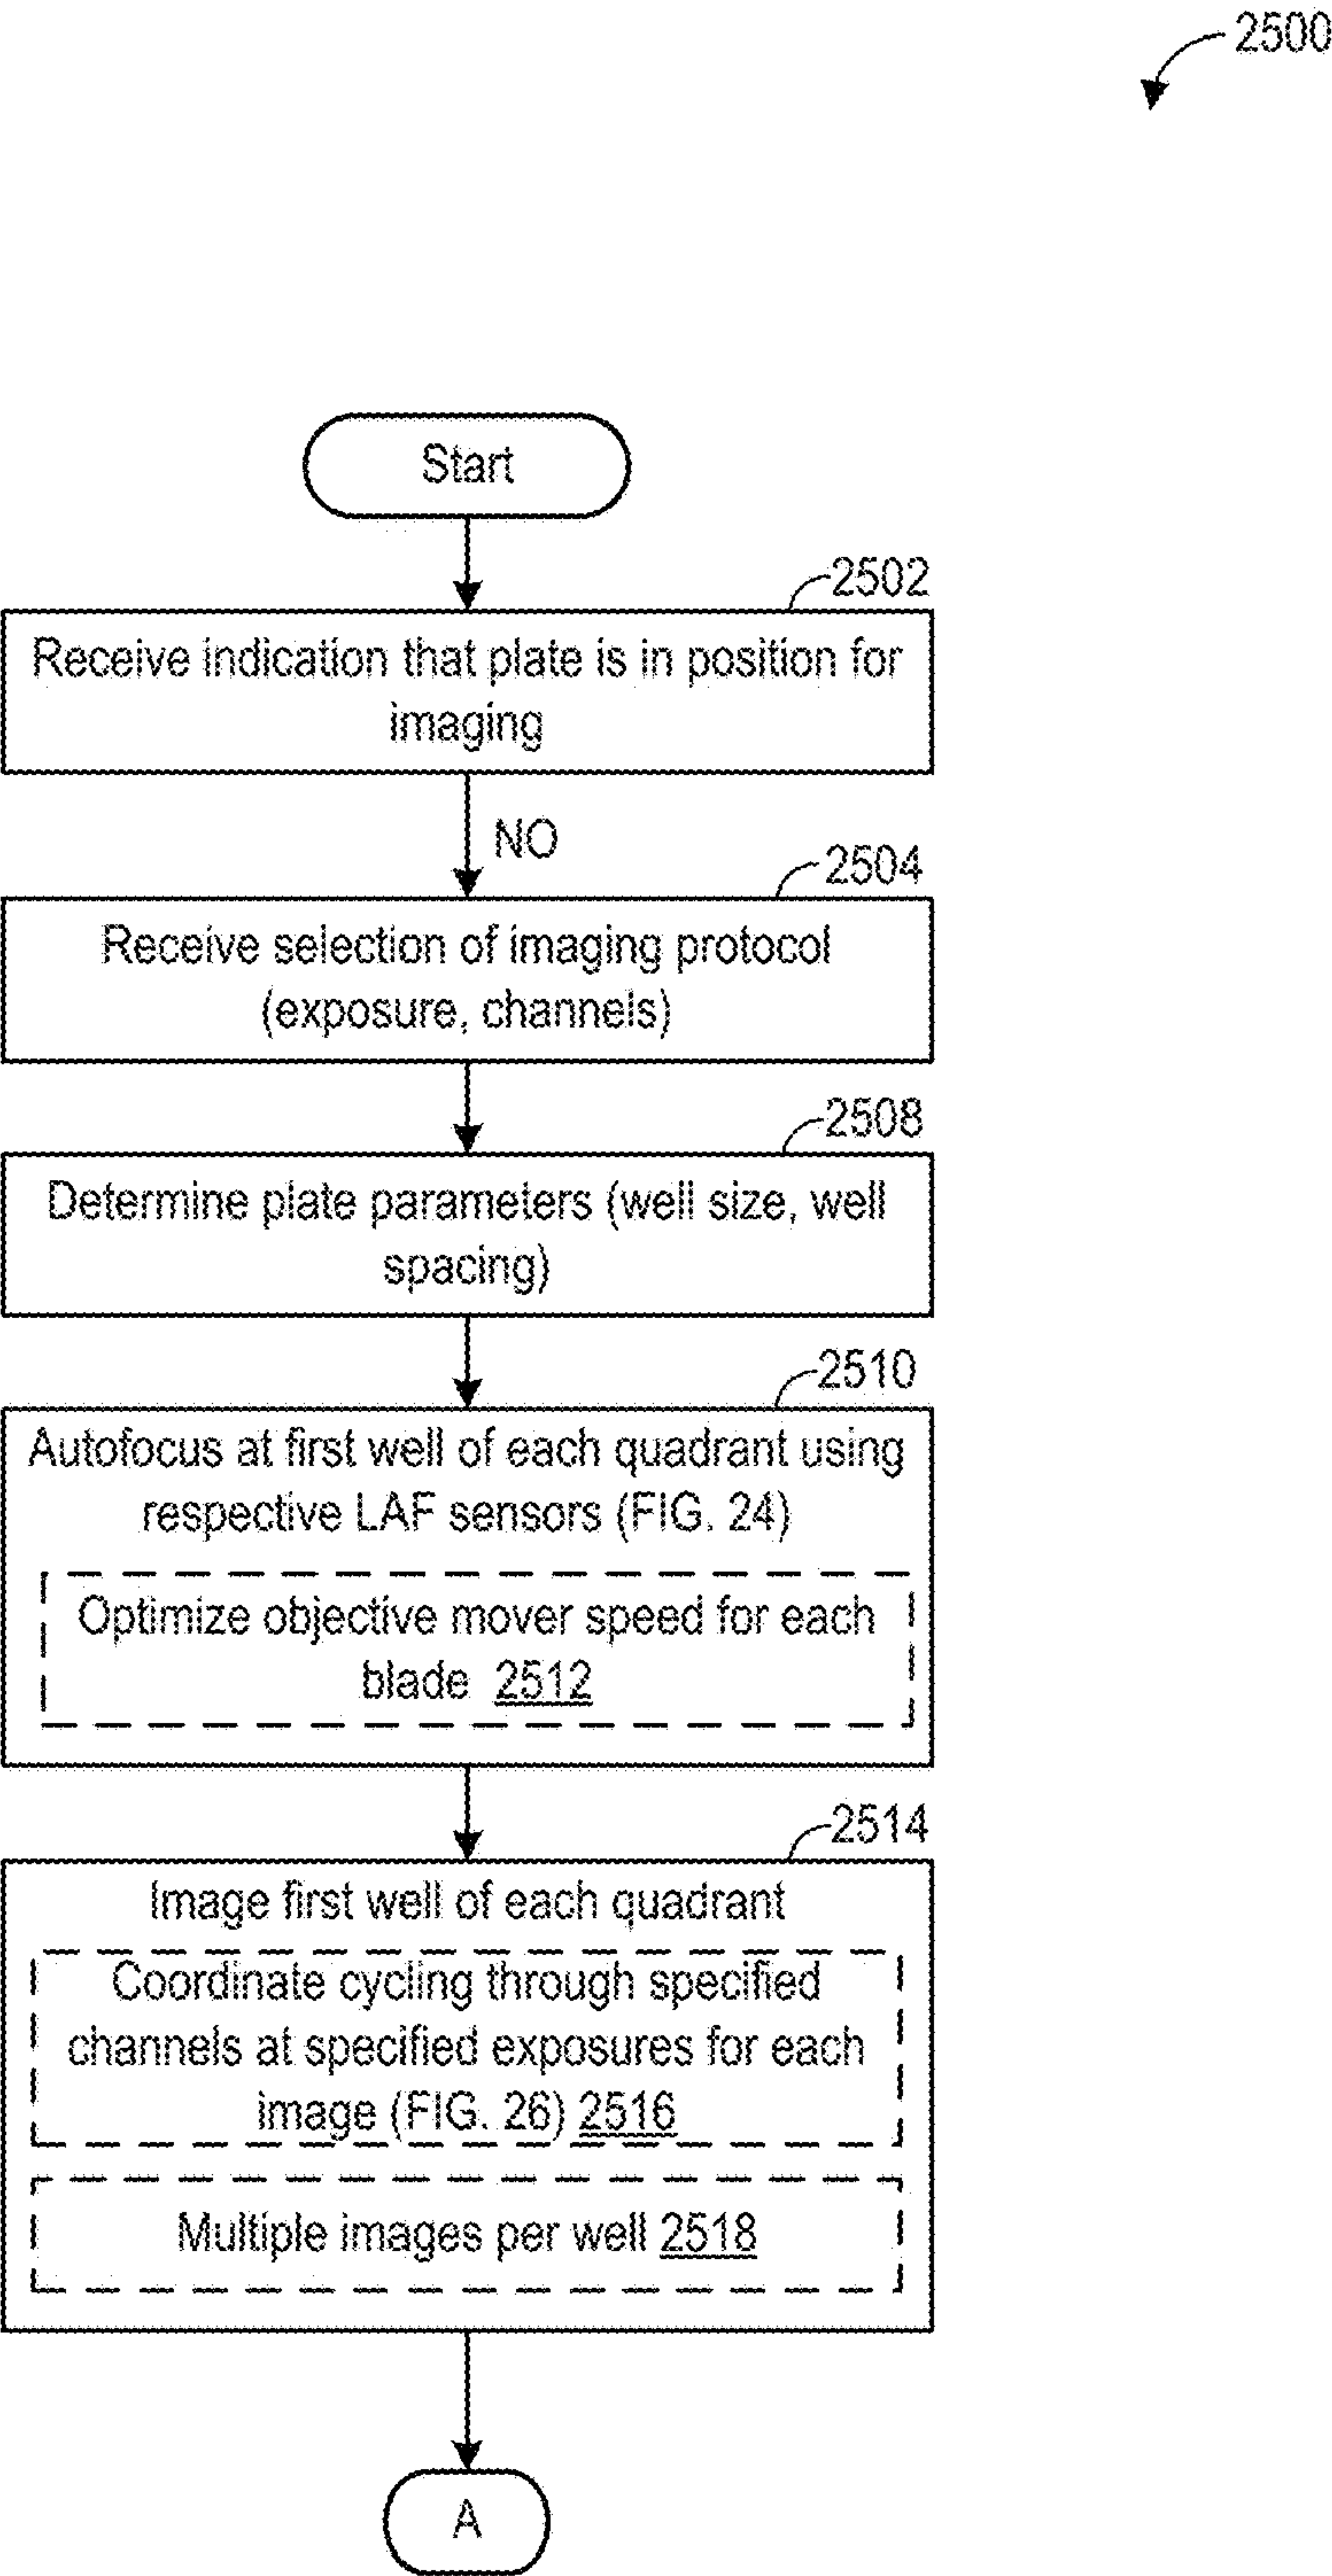 2500
Start
2502
Receive indication that plate is in position for
imaging
NO
2504
Receive selection of imaging protocol
(exposure, channels)
2508
Determine plate parameters (well size, well
spacing)
2510
Autofocus at first well of each quadrant using
respective LAF sensors (FIG. 24)
Optimize objective mover speed for each
blade 2512
2514
Image first well of each quadrant
Coordinate cycling through specified
channels at specified exposures for each
image (FIG. 26) 2516
Multiple images per well 2518
A